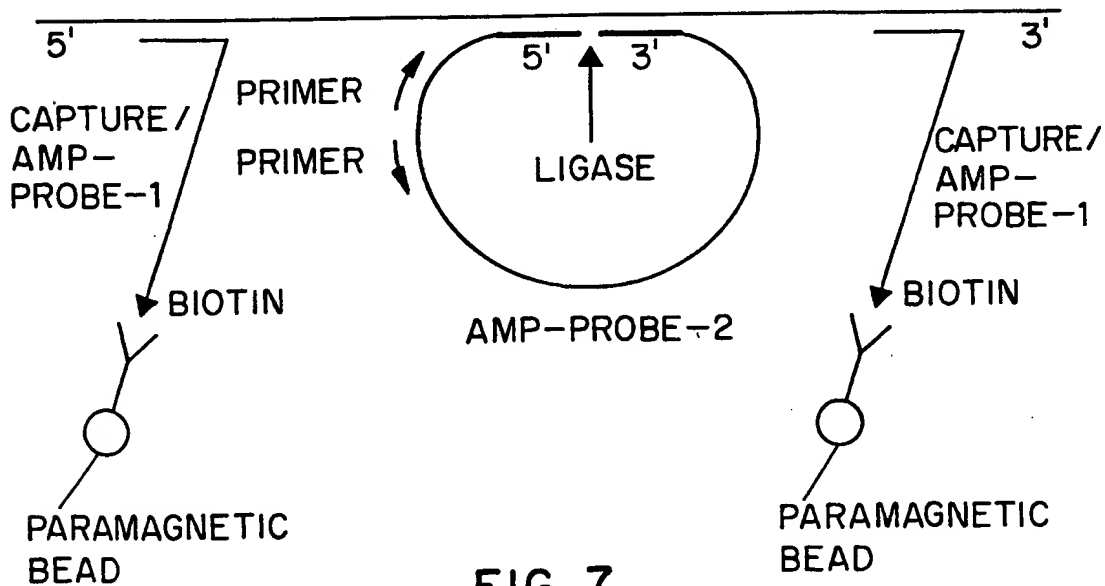 5'
3'
5' 3'
PRIMER
PRIMER
LIGASE
CAPTURE/
AMP-
PROBE-1
CAPTURE/
AMP-
PROBE-1
BIOTIN
BIOTIN
AMP-PROBE-2
PARAMAGNETIC
BEAD
PARAMAGNETIC
BEAD
FIG. 7